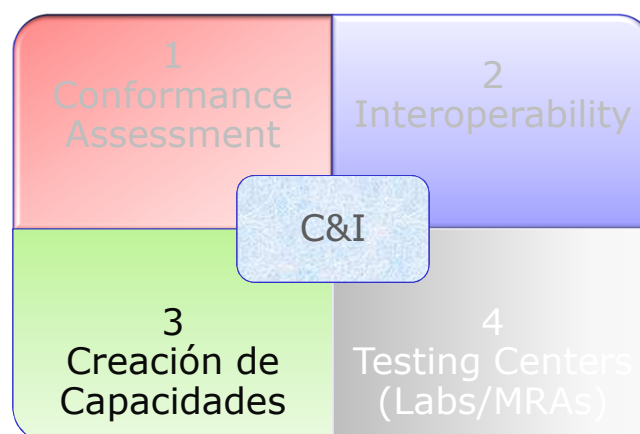 1
Conformance
Assessment
2
Interoperability
C&I
3
Creación de
Capacidades
4
Testing Centers
(Labs/MRAs)